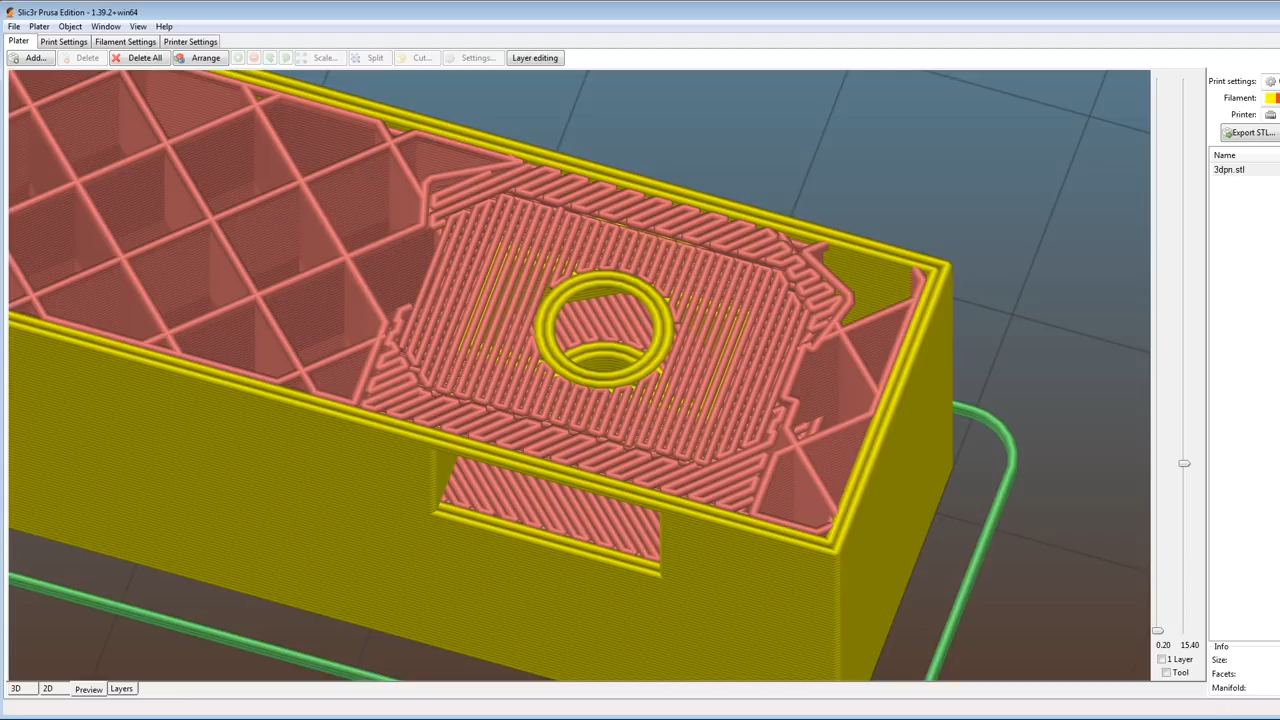 Slic3r Prusa Edition - 1.39.2+win64
File Plater Object Window View Help
Plater Print Settings Filament Settings Printer Settings
Add... Delete Delete All Arrange Scale... Split Cut... Settings... Layer editing
Print settings:
Filament:
Printer:
Export STL...
Name
3dpn.stl
0.20 15.40
1 Layer
Tool
Info
Size:
Facets:
Manifold:
3D 2D Preview Layers